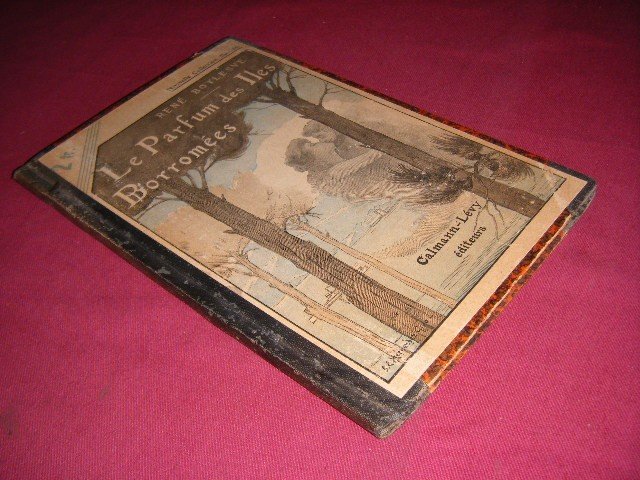 RENÉ BOYLESVE
Le Parfum des Iles
Borromées
Calmann-Lévy
éditeurs